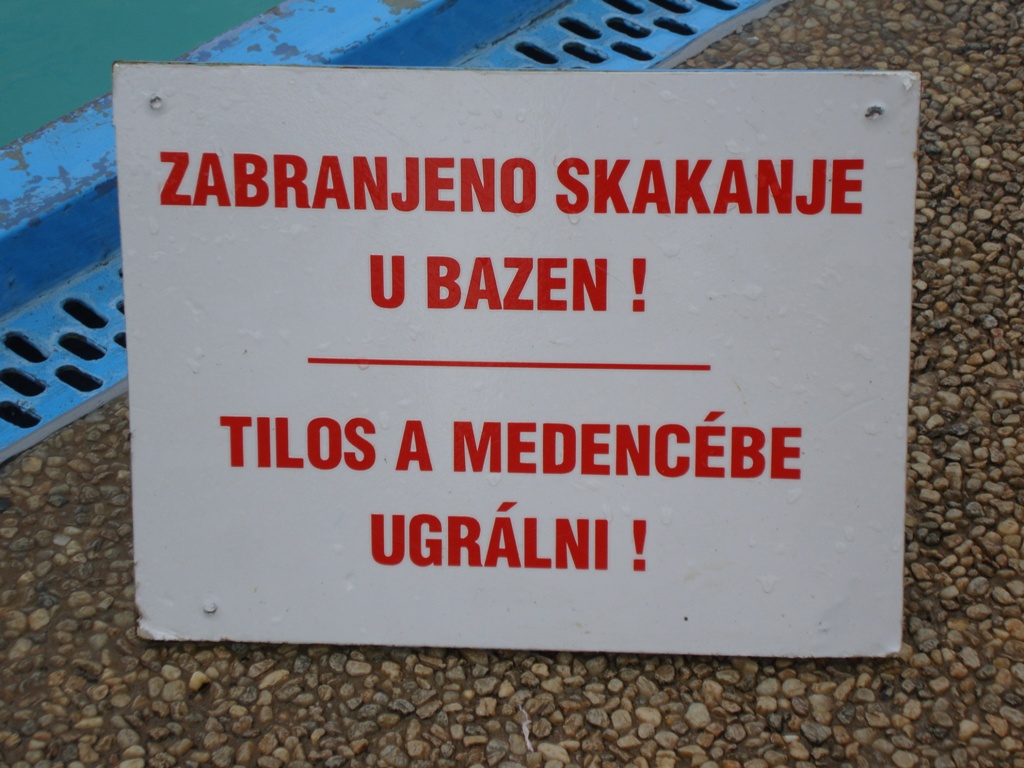 ZABRANJENO SKAKANJE
U BAZEN !
TILOS A MEDENCÉBE
UGRÁLNI !